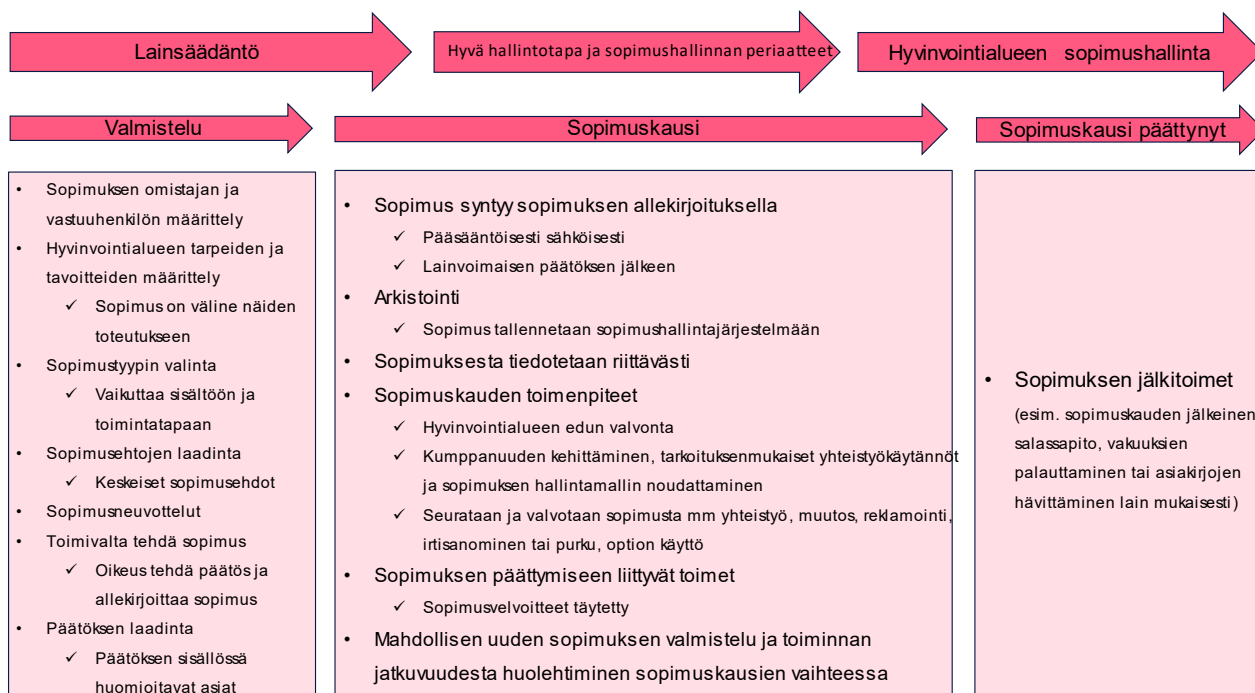 Lainsäädäntö
Hyvä hallintotapa ja sopimushallinnan periaatteet
Hyvinvointialueen sopimushallinta
Valmistelu
Sopimuskausi
Sopimuskausi päättynyt
• Sopimuksen omistajan ja
vastuuhenkilön määrittely
• Hyvinvointialueen tarpeiden ja
tavoitteiden määrittely
✓ Sopimus on väline näiden
toteutukseen
• Sopimustyypin valinta
✓ Vaikuttaa sisältöön ja
toimintatapaan
• Sopimusehtojen laadinta
✓ Keskeiset sopimusehdot
• Sopimusneuvottelut
• Toimivalta tehdä sopimus
✓ Oikeus tehdä päätös ja
allekirjoittaa sopimus
• Päätöksen laadinta
✓ Päätöksen sisällössä
huomioitavat asiat
• Sopimus syntyy sopimuksen allekirjoituksella
✓ Pääsääntöisesti sähköisesti
✓ Lainvoimaisen päätöksen jälkeen
• Arkistointi
✓ Sopimus tallennetaan sopimushallintajärjestelmään
• Sopimuksesta tiedotetaan riittävästi
• Sopimuskauden toimenpiteet
✓ Hyvinvointialueen edun valvonta
✓ Kumppanuuden kehittäminen, tarkoituksenmukaiset yhteistyökäytännöt
ja sopimuksen hallintamallin noudattaminen
✓ Seurataan ja valvotaan sopimusta mm yhteistyö, muutos, reklamointi,
irtisanominen tai purku, option käyttö
• Sopimuksen päättymiseen liittyvät toimet
✓ Sopimusvelvoitteet täytetty
• Mahdollisen uuden sopimuksen valmistelu ja toiminnan
jatkuvuudesta huolehtiminen sopimuskausien vaihteessa
• Sopimuksen jälkitoimet
(esim. sopimuskauden jälkeinen
salassapito, vakuuksien
palauttaminen tai asiakirjojen
hävittäminen lain mukaisesti)